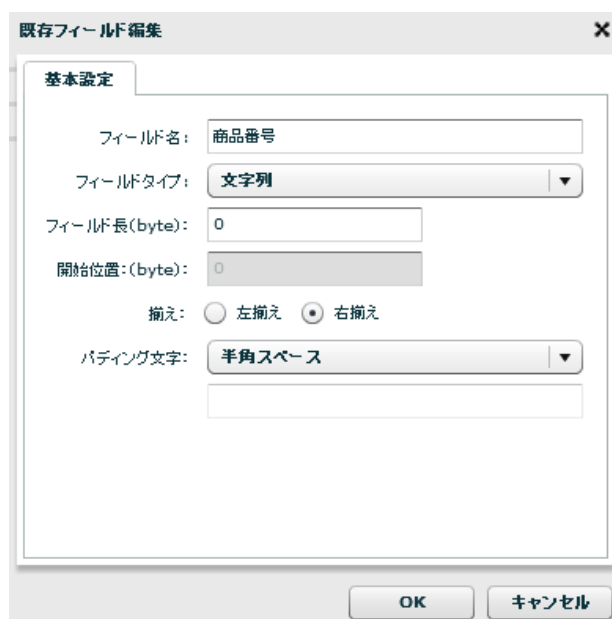 既存フィールド編集
基本設定
フィールド名: 商品番号
フィールドタイプ: 文字列
フィールド長(byte): 0
開始位置:(byte): 0
揃え: 左揃え 右揃え
パディング文字: 半角スペース
OK キャンセル